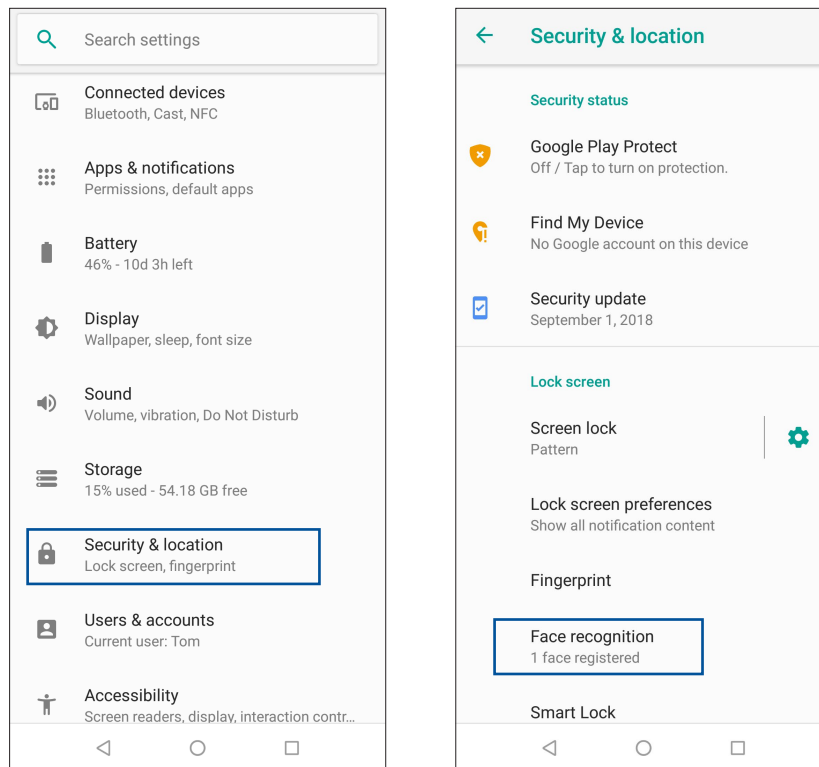 Search settings
Connected devices
Bluetooth, Cast, NFC
Apps & notifications
Permissions, default apps
Battery
46% - 10d 3h left
Display
Wallpaper, sleep, font size
Sound
Volume, vibration, Do Not Disturb
Storage
15% used - 54.18 GB free
Security & location
Lock screen, fingerprint
Users & accounts
Current user: Tom
Accessibility
Screen readers, display, interaction contr...
Security & location
Security status
Google Play Protect
Off / Tap to turn on protection.
Find My Device
No Google account on this device
Security update
September 1, 2018
Lock screen
Screen lock
Pattern
Lock screen preferences
Show all notification content
Fingerprint
Face recognition
1 face registered
Smart Lock